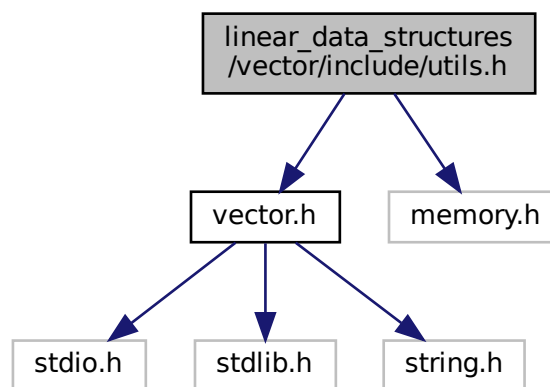 linear_data_structures
/vector/include/utils.h
vector.h
memory.h
stdio.h
stdlib.h
string.h